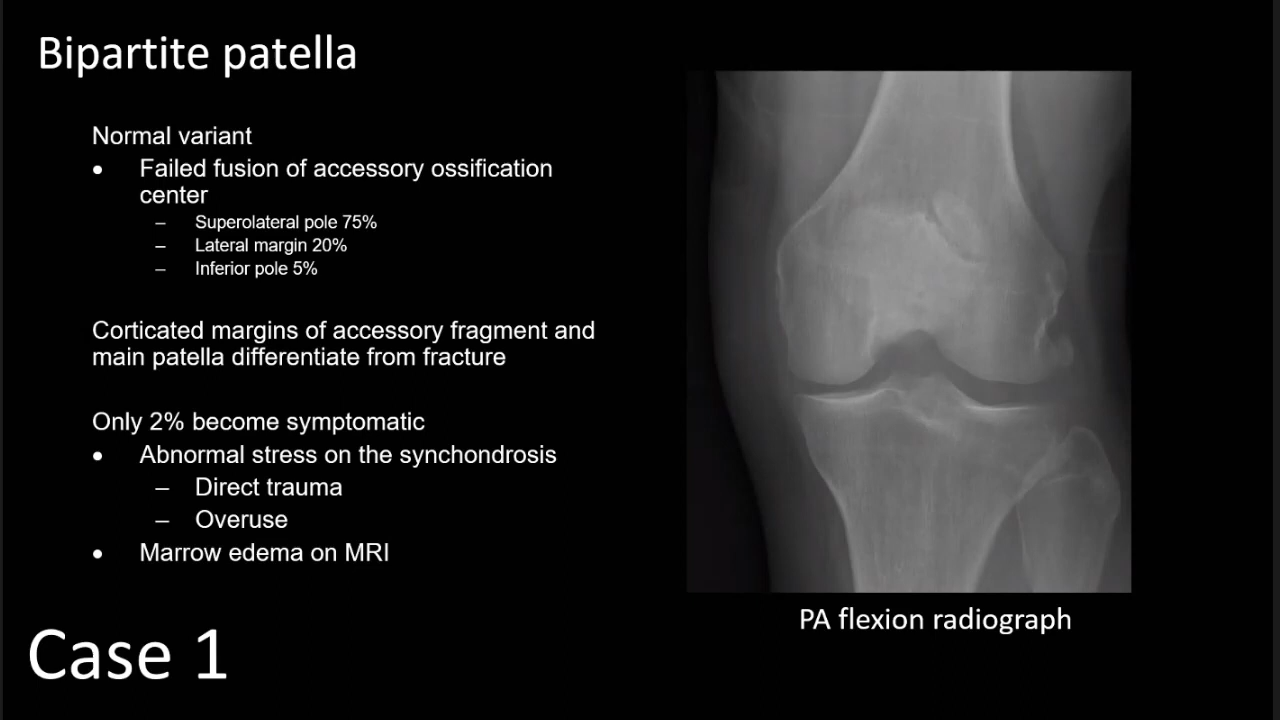 Bipartite patella
Normal variant
• Failed fusion of accessory ossification
center
– Superolateral pole 75%
– Lateral margin 20%
– Inferior pole 5%
Corticated margins of accessory fragment and
main patella differentiate from fracture
Only 2% become symptomatic
• Abnormal stress on the synchondrosis
– Direct trauma
– Overuse
• Marrow edema on MRI
PA flexion radiograph
Case 1